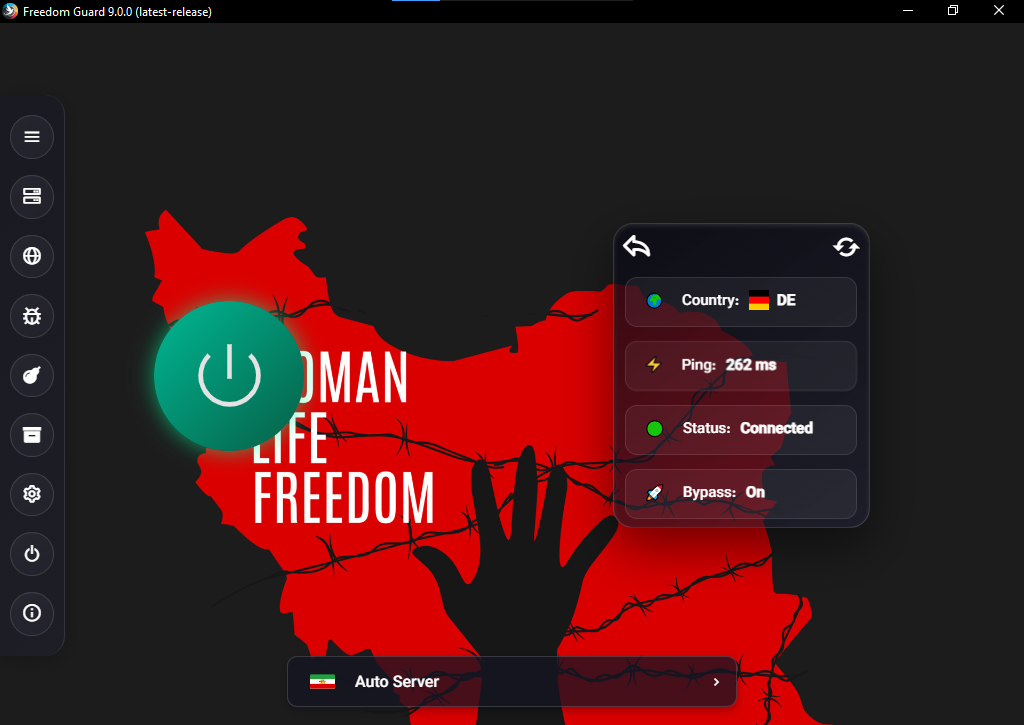 Freedom Guard 9.0.0 (latest-release)
OMAN
LIFE
FREEDOM
Country: DE
Ping: 262 ms
Status: Connected
Bypass: On
Auto Server